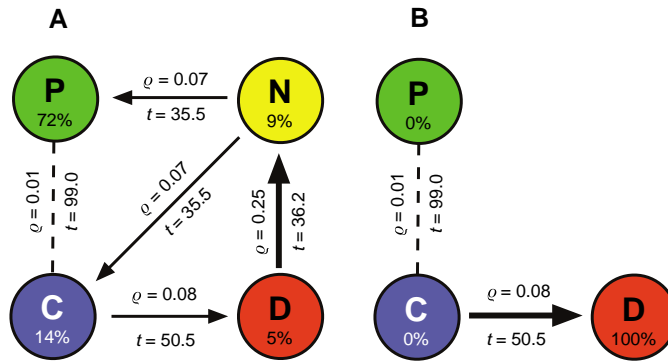 A
B
P
72%
ϱ = 0.07
t = 35.5
N
9%
P
0%
ϱ = 0.01
t = 99.0
ϱ = 0.07
t = 35.5
ϱ = 0.25
t = 36.2
ϱ = 0.01
t = 99.0
C
14%
ϱ = 0.08
t = 50.5
D
5%
C
0%
ϱ = 0.08
t = 50.5
D
100%